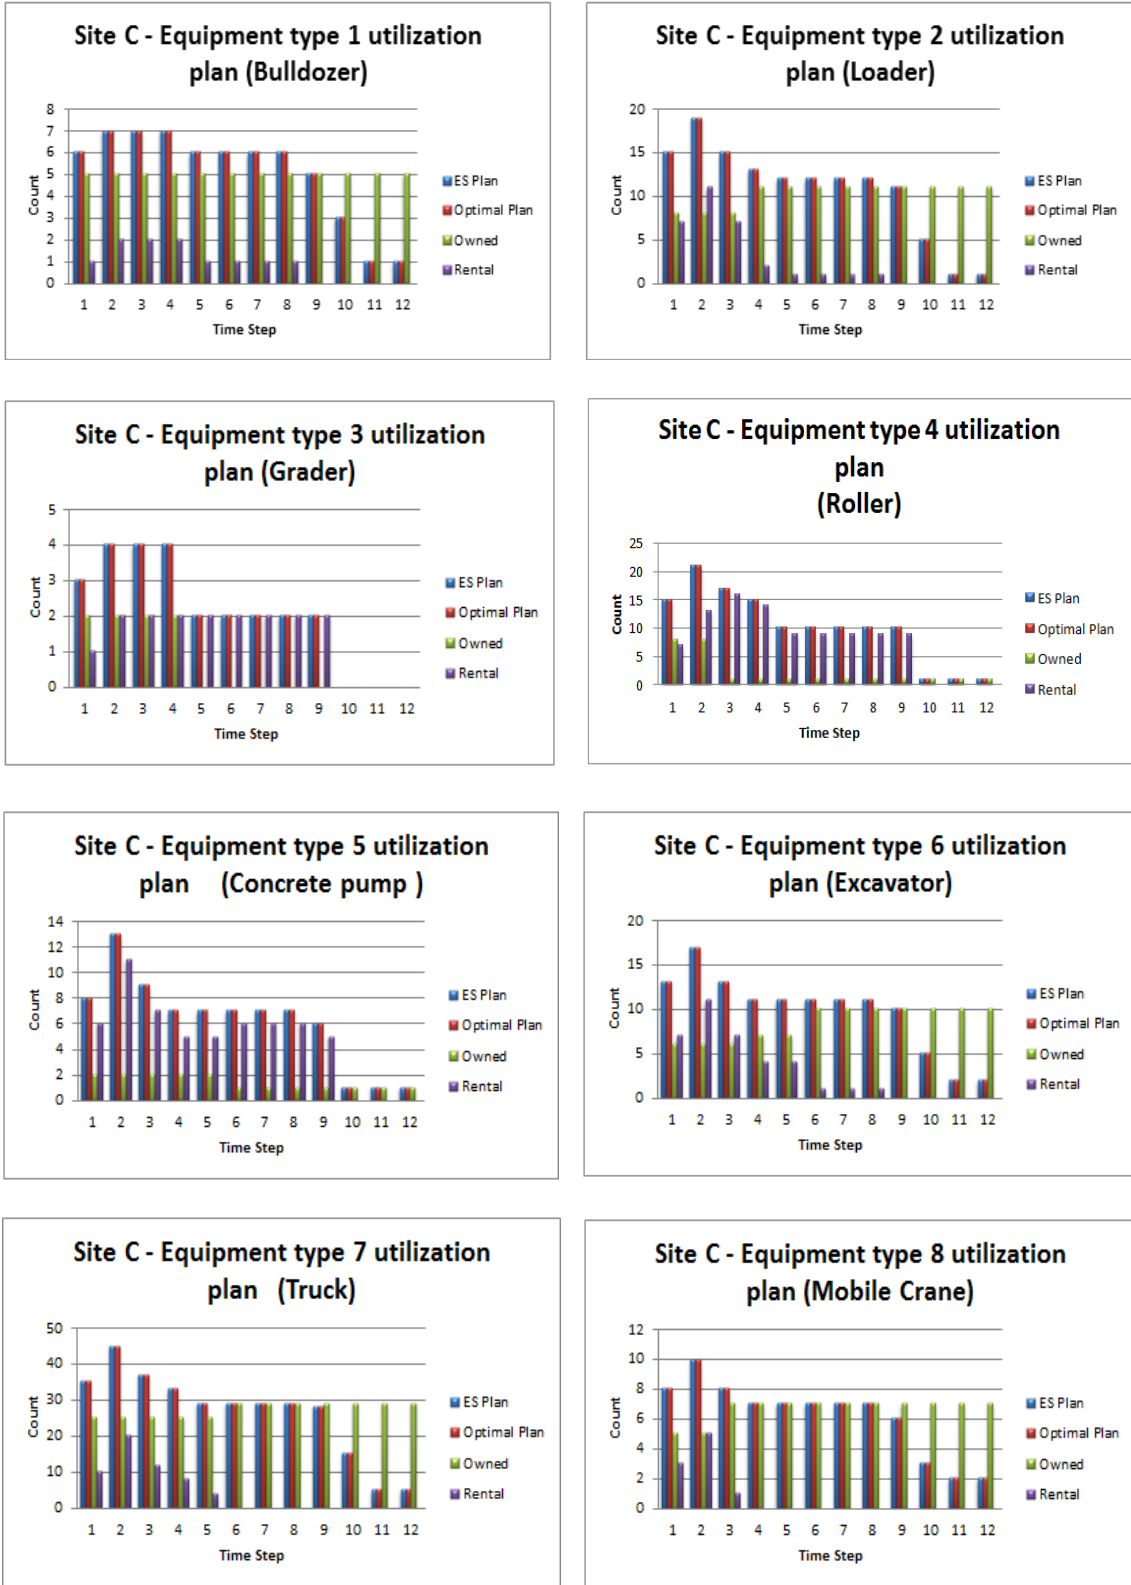 Site C - Equipment type 1 utilization
plan (Bulldozer)
8
7
6
5
4
3
2
1
0
Count
1 2 3 4 5 6 7 8 9 10 11 12
Time Step
ES Plan
Optimal Plan
Owned
Rental
Site C - Equipment type 2 utilization
plan (Loader)
20
15
10
5
0
Count
1 2 3 4 5 6 7 8 9 10 11 12
Time Step
ES Plan
Optimal Plan
Owned
Rental
Site C - Equipment type 3 utilization
plan (Grader)
5
4
3
2
1
0
Count
1 2 3 4 5 6 7 8 9 10 11 12
Time Step
ES Plan
Optimal Plan
Owned
Rental
Site C - Equipment type 4 utilization
plan
(Roller)
25
20
15
10
5
0
Count
1 2 3 4 5 6 7 8 9 10 11 12
Time Step
ES Plan
Optimal Plan
Owned
Rental
Site C - Equipment type 5 utilization
plan (Concrete pump )
14
12
10
8
6
4
2
0
Count
1 2 3 4 5 6 7 8 9 10 11 12
Time Step
ES Plan
Optimal Plan
Owned
Rental
Site C - Equipment type 6 utilization
plan (Excavator)
20
15
10
5
0
Count
1 2 3 4 5 6 7 8 9 10 11 12
Time Step
ES Plan
Optimal Plan
Owned
Rental
Site C - Equipment type 7 utilization
plan (Truck)
50
40
30
20
10
0
Count
1 2 3 4 5 6 7 8 9 10 11 12
Time Step
ES Plan
Optimal Plan
Owned
Rental
Site C - Equipment type 8 utilization
plan (Mobile Crane)
12
10
8
6
4
2
0
Count
1 2 3 4 5 6 7 8 9 10 11 12
Time Step
ES Plan
Optimal Plan
Owned
Rental